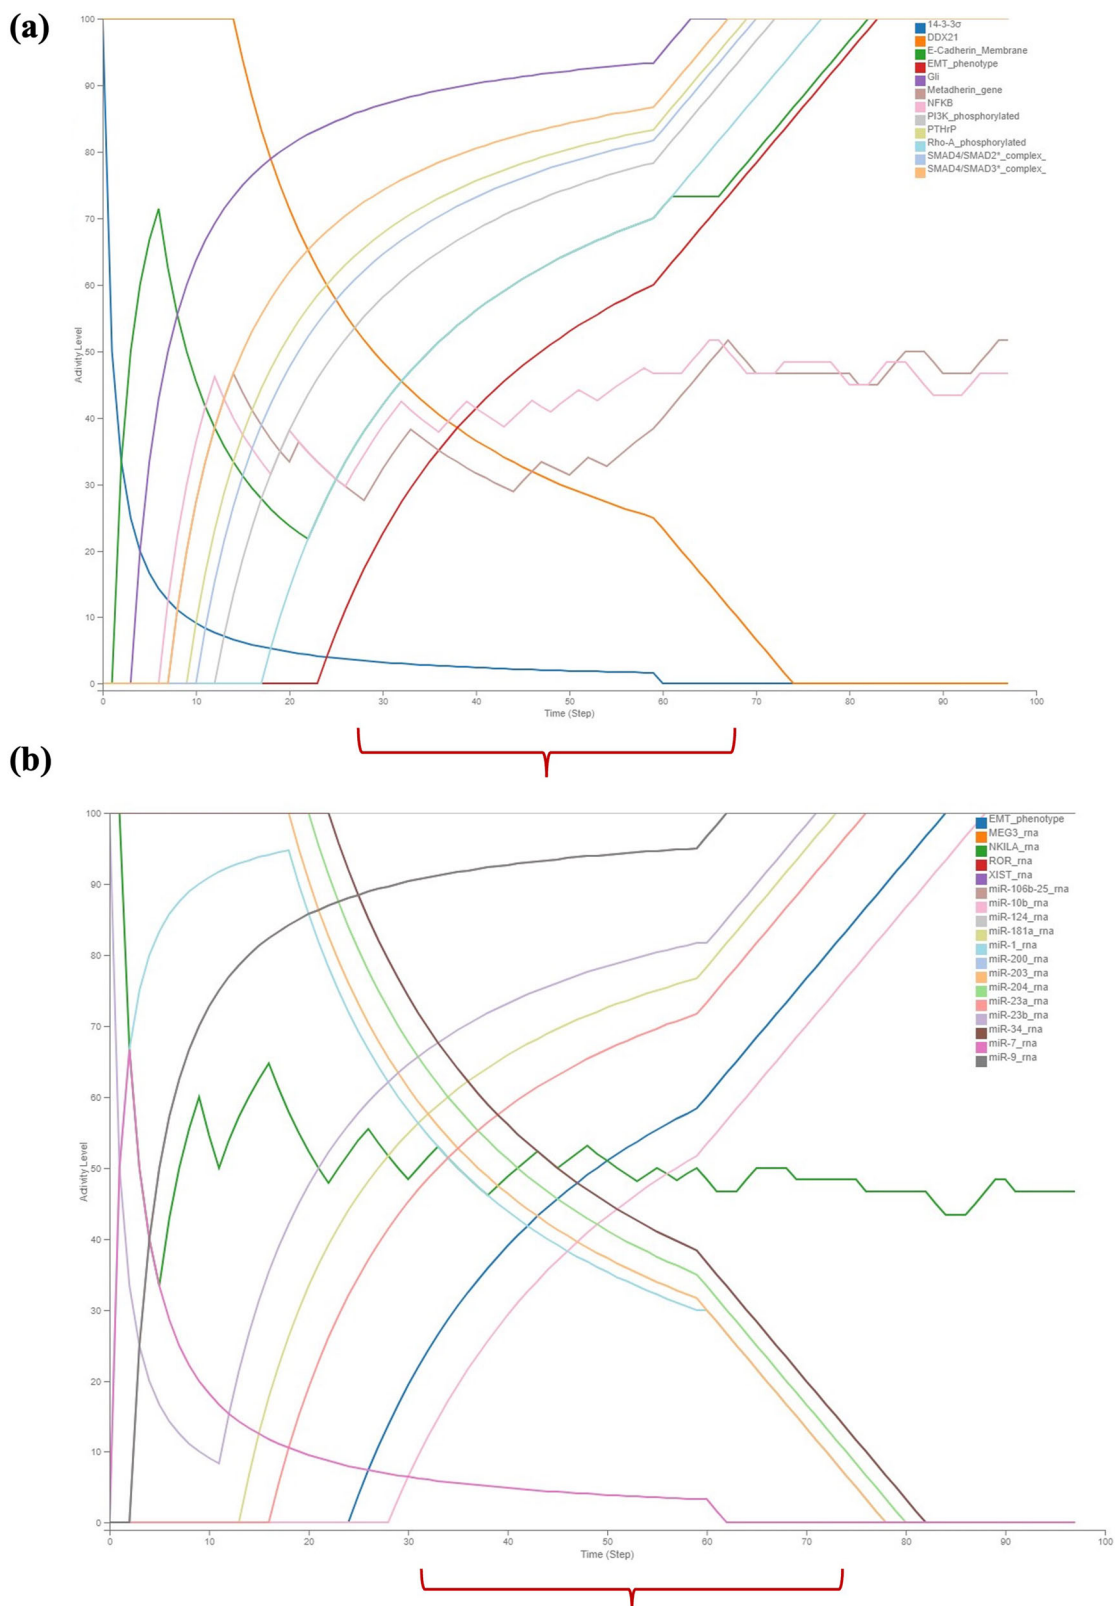 (a)
100
90
80
70
60
50
40
30
20
10
0
Activity Level
0 10 20 30 40 50 60 70 80 90 100
Time (Step)
14-3-3σ
DDX21
E-Cadherin_Membrane
EMT_phenotype
Gli
Metadherin_gene
NFKB
PI3K_phosphorylated
PTHrP
Rho-A_phosphorylated
SMAD4/SMAD2*_complex_
SMAD4/SMAD3*_complex_
(b)
100
90
80
70
60
50
40
30
20
10
0
Activity Level
0 10 20 30 40 50 60 70 80 90 100
Time (Step)
EMT_phenotype
MEG3_rna
NKILA_rna
ROR_rna
XIST_rna
miR-106b-25_rna
miR-10b_rna
miR-124_rna
miR-181a_rna
miR-1_rna
miR-200_rna
miR-203_rna
miR-204_rna
miR-23a_rna
miR-23b_rna
miR-34_rna
miR-7_rna
miR-9_rna